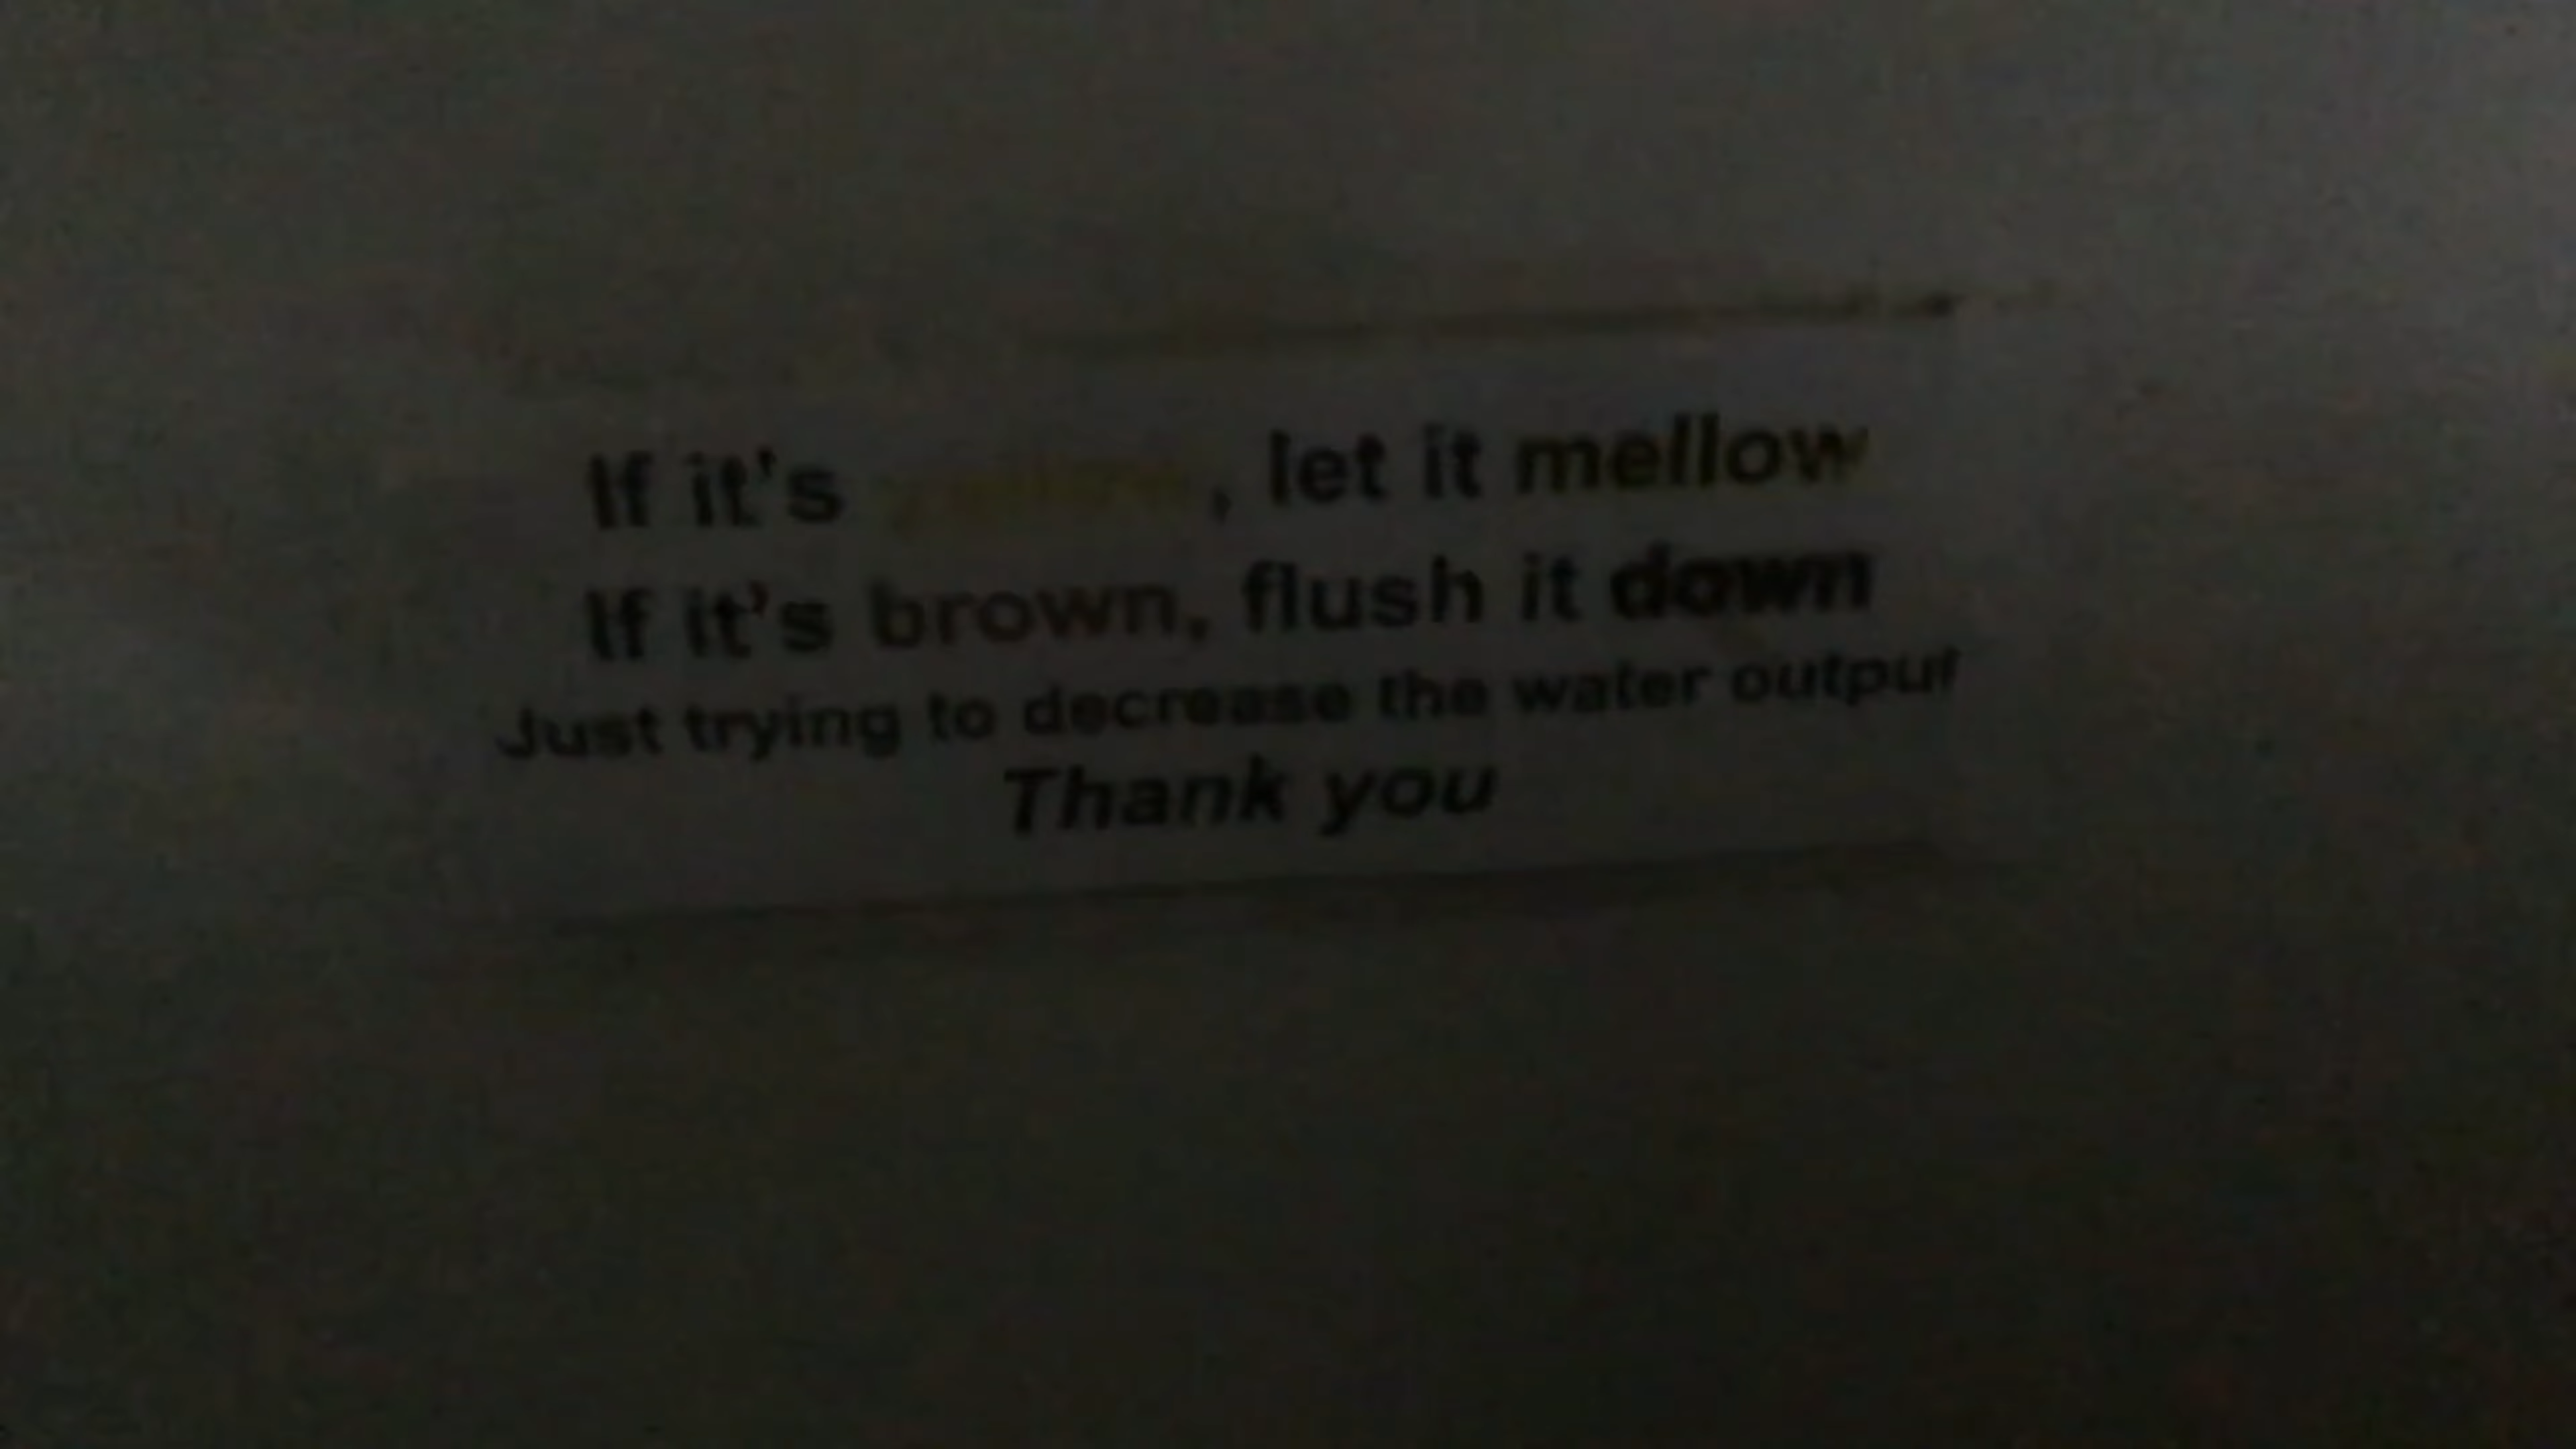 If it's yellow, let it mellow
If it's brown, flush it down
Just trying to decrease the water output
Thank you